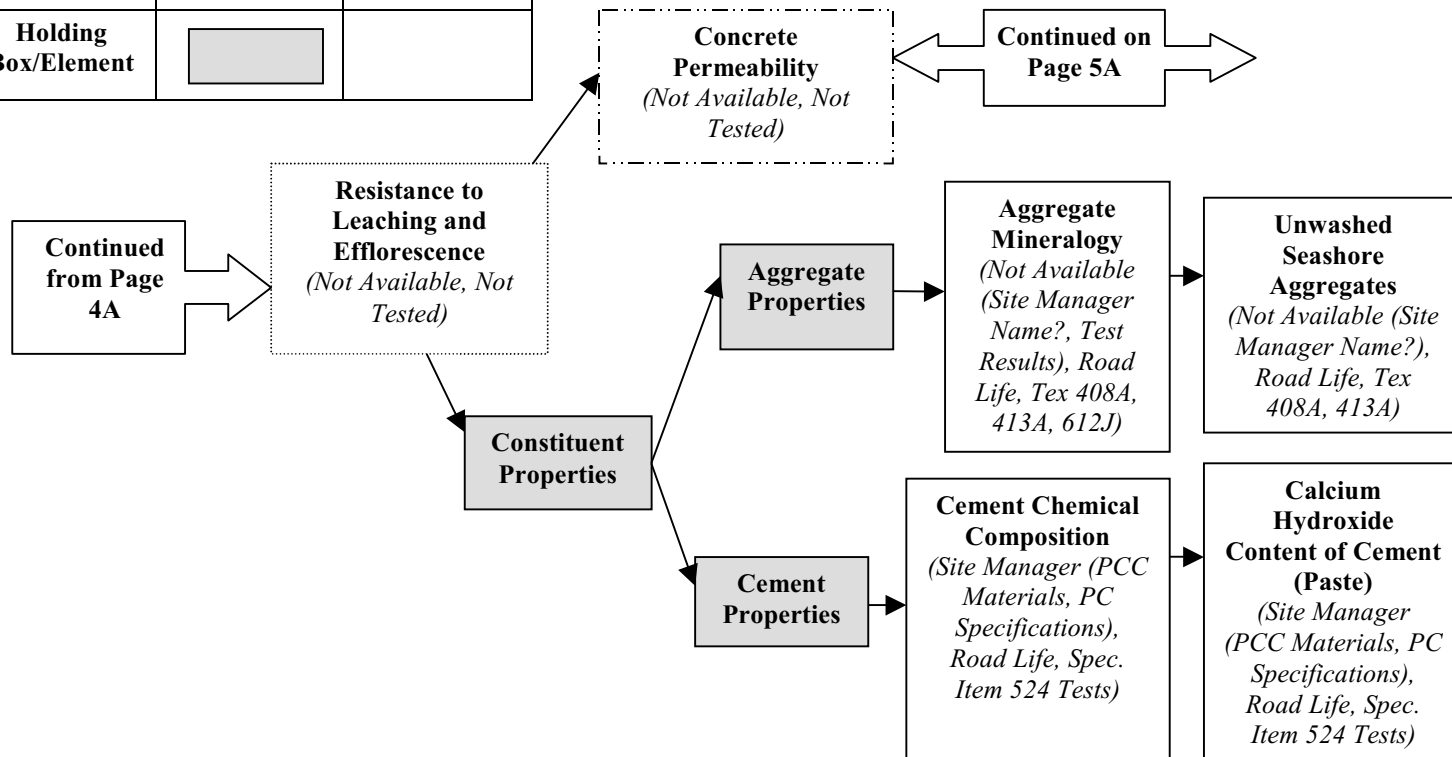 Holding
Box/Element
Concrete
Permeability
(Not Available, Not
Tested)
Continued on
Page 5A
Continued
from Page
4A
Resistance to
Leaching and
Efflorescence
(Not Available, Not
Tested)
Constituent
Properties
Aggregate
Properties
Aggregate
Mineralogy
(Not Available
(Site Manager
Name?, Test
Results), Road
Life, Tex 408A,
413A, 612J)
Unwashed
Seashore
Aggregates
(Not Available (Site
Manager Name?),
Road Life, Tex
408A, 413A)
Cement
Properties
Cement Chemical
Composition
(Site Manager (PCC
Materials, PC
Specifications),
Road Life, Spec.
Item 524 Tests)
Calcium
Hydroxide
Content of Cement
(Paste)
(Site Manager
(PCC Materials, PC
Specifications),
Road Life, Spec.
Item 524 Tests)